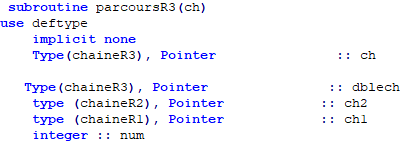 subroutine parcoursR3(ch)
use deftype
implicit none
Type(chaineR3), Pointer :: ch
Type(chaineR3), Pointer :: dblech
type (chaineR2), Pointer :: ch2
type (chaineR1), Pointer :: ch1
integer :: num